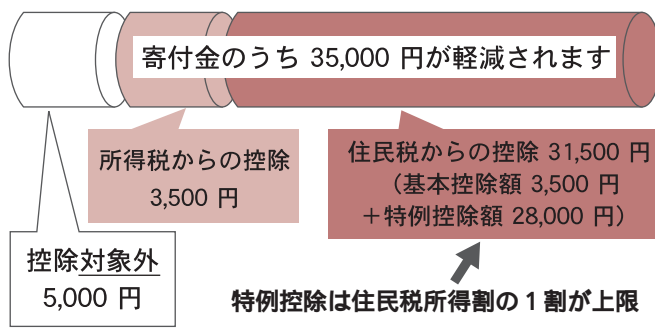 寄付金のうち 35,000 円が軽減されます
所得税からの控除
3,500 円
住民税からの控除 31,500 円
（基本控除額 3,500 円
＋特例控除額 28,000 円）
控除対象外
5,000 円
特例控除は住民税所得割の 1 割が上限